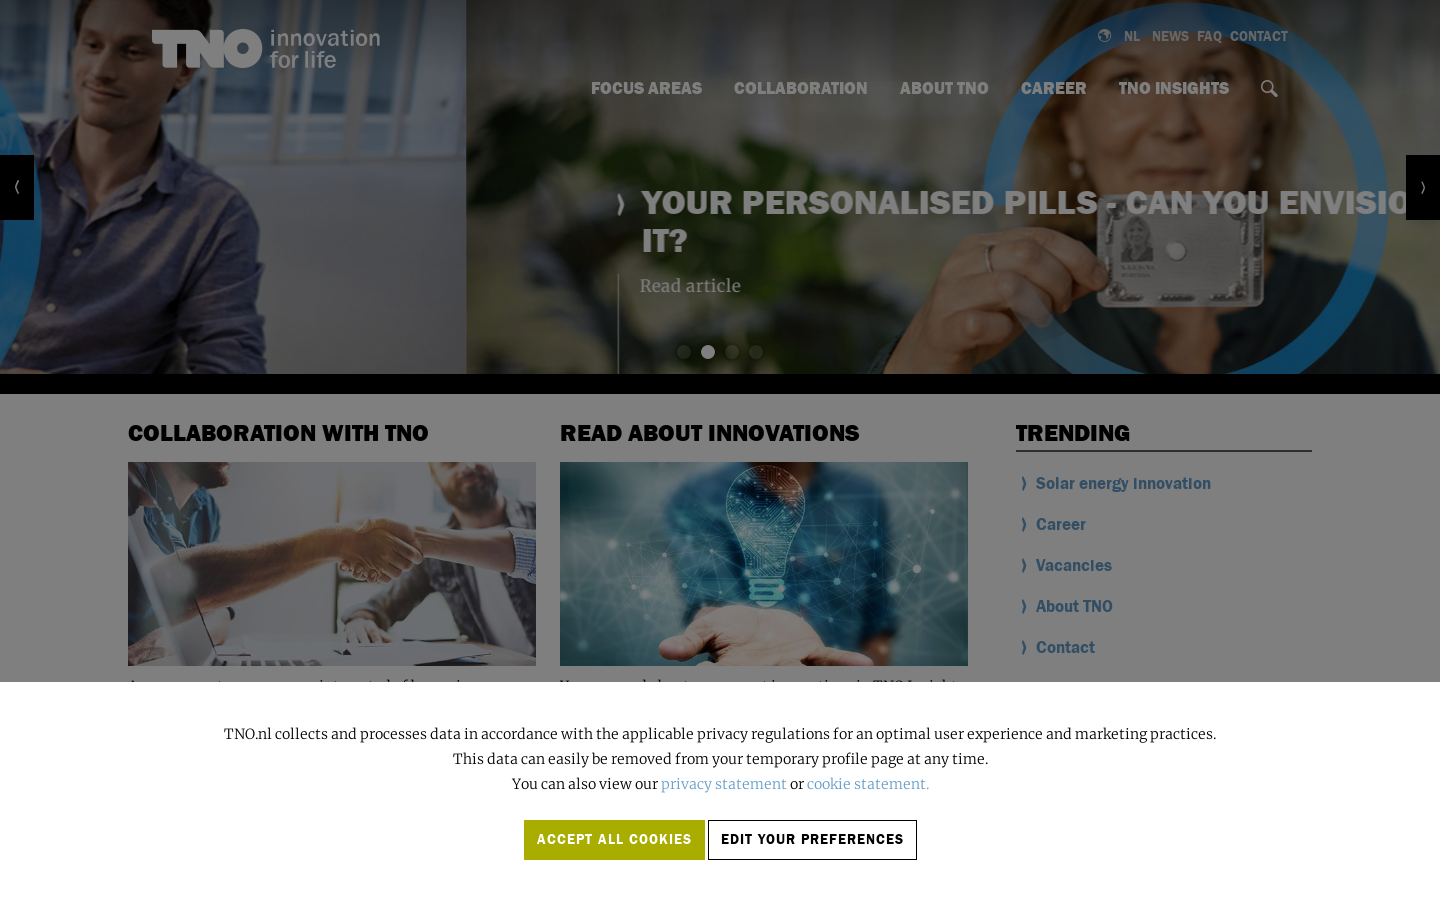 TNO innovation
for life
NL NEWS FAQ CONTACT
FOCUS AREAS COLLABORATION ABOUT TNO CAREER TNO INSIGHTS
YOUR PERSONALISED PILLS - CAN YOU ENVISIO
IT?
Read article
COLLABORATION WITH TNO
READ ABOUT INNOVATIONS
TRENDING
Solar energy innovation
Career
Vacancies
About TNO
Contact
TNO.nl collects and processes data in accordance with the applicable privacy regulations for an optimal user experience and marketing practices.
This data can easily be removed from your temporary profile page at any time.
You can also view our privacy statement or cookie statement.
ACCEPT ALL COOKIES EDIT YOUR PREFERENCES